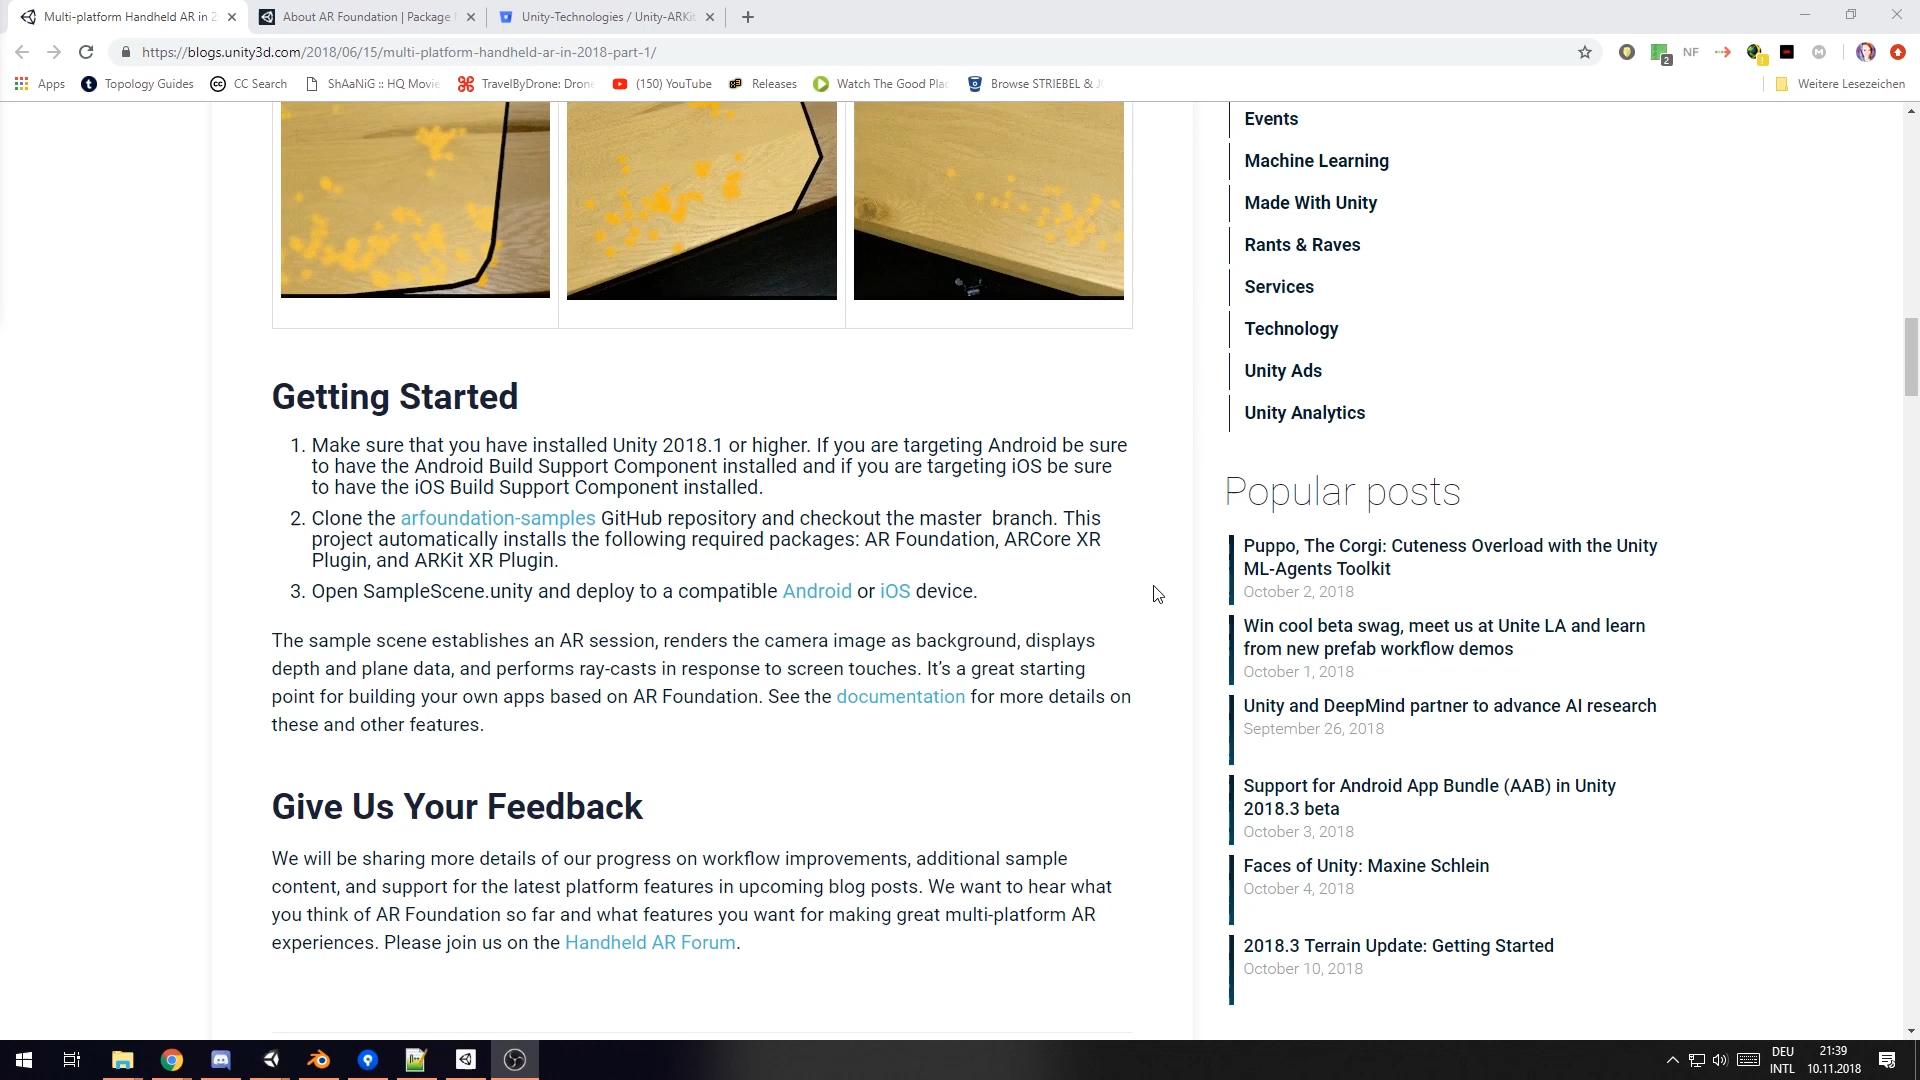 Multi-platform Handheld AR in 2
About AR Foundation | Package
Unity-Technologies / Unity-ARKit
https://blogs.unity3d.com/2018/06/15/multi-platform-handheld-ar-in-2018-part-1/
2
NF
Apps
Topology Guides
CC Search
ShAaNiG :: HQ Movie
TravelByDrone: Drone
(150) YouTube
Releases
Watch The Good Plac
Browse STRIEBEL & J
Weitere Lesezeichen
Events
Machine Learning
Made With Unity
Rants & Raves
Services
Technology
Unity Ads
Unity Analytics
Getting Started
1. Make sure that you have installed Unity 2018.1 or higher. If you are targeting Android be sure
to have the Android Build Support Component installed and if you are targeting iOS be sure
to have the iOS Build Support Component installed.
2. Clone the arfoundation-samples GitHub repository and checkout the master branch. This
project automatically installs the following required packages: AR Foundation, ARCore XR
Plugin, and ARKit XR Plugin.
3. Open SampleScene.unity and deploy to a compatible Android or iOS device.
The sample scene establishes an AR session, renders the camera image as background, displays
depth and plane data, and performs ray-casts in response to screen touches. It's a great starting
point for building your own apps based on AR Foundation. See the documentation for more details on
these and other features.
Give Us Your Feedback
We will be sharing more details of our progress on workflow improvements, additional sample
content, and support for the latest platform features in upcoming blog posts. We want to hear what
you think of AR Foundation so far and what features you want for making great multi-platform AR
experiences. Please join us on the Handheld AR Forum.
Popular posts
Puppo, The Corgi: Cuteness Overload with the Unity
ML-Agents Toolkit
October 2, 2018
Win cool beta swag, meet us at Unite LA and learn
from new prefab workflow demos
October 1, 2018
Unity and DeepMind partner to advance AI research
September 26, 2018
Support for Android App Bundle (AAB) in Unity
2018.3 beta
October 3, 2018
Faces of Unity: Maxine Schlein
October 4, 2018
2018.3 Terrain Update: Getting Started
October 10, 2018
DEU
INTL
21:39
10.11.2018